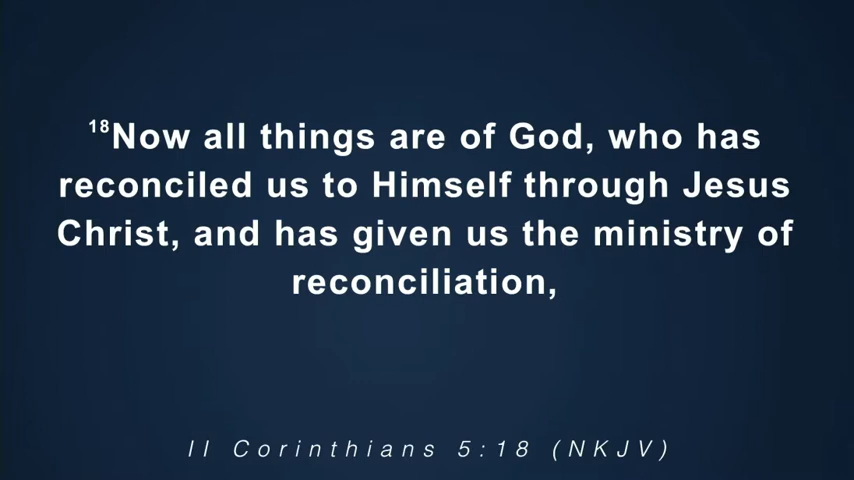 18Now all things are of God, who has
reconciled us to Himself through Jesus
Christ, and has given us the ministry of
reconciliation,
II Corinthians 5:18 (NKJV)